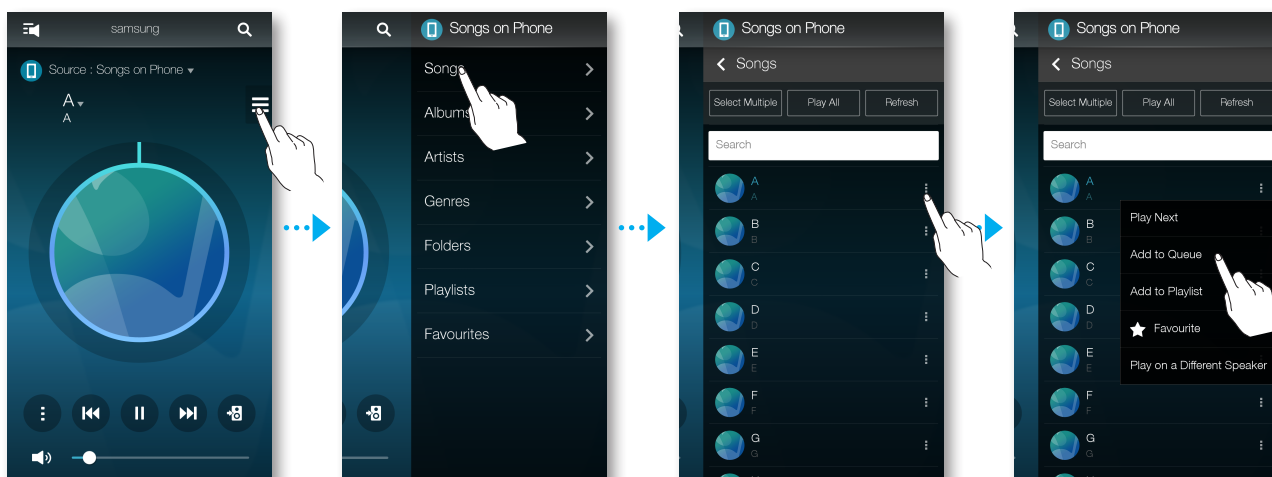 samsung
Source : Songs on Phone
A
A
Songs on Phone
Songs
Albums
Artists
Genres
Folders
Playlists
Favourites
Songs on Phone
Songs
Select Multiple Play All Refresh
Search
A
A
B
B
C
C
D
D
E
E
F
F
G
G
Songs on Phone
Songs
Select Multiple Play All Refresh
Search
A
A
B
B
C
C
D
D
E
E
F
F
G
G
Play Next
Add to Queue
Add to Playlist
Favourite
Play on a Different Speaker